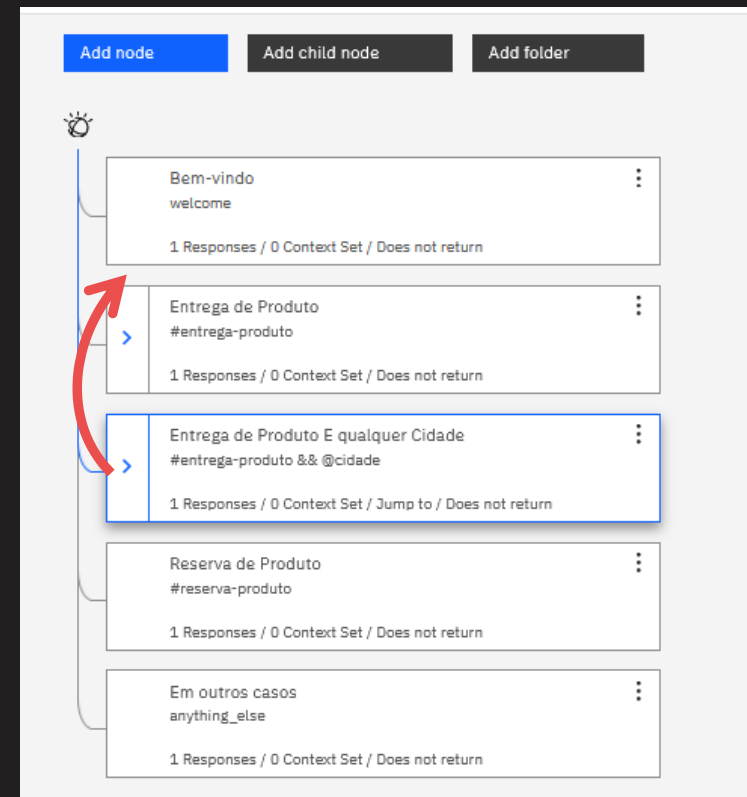 Add node
Add child node
Add folder
Bem-vindo
welcome
1 Responses / 0 Context Set / Does not return
Entrega de Produto
#entrega-produto
1 Responses / 0 Context Set / Does not return
Entrega de Produto E qualquer Cidade
#entrega-produto && @cidade
1 Responses / 0 Context Set / Jump to / Does not return
Reserva de Produto
#reserva-produto
1 Responses / 0 Context Set / Does not return
Em outros casos
anything_else
1 Responses / 0 Context Set / Does not return